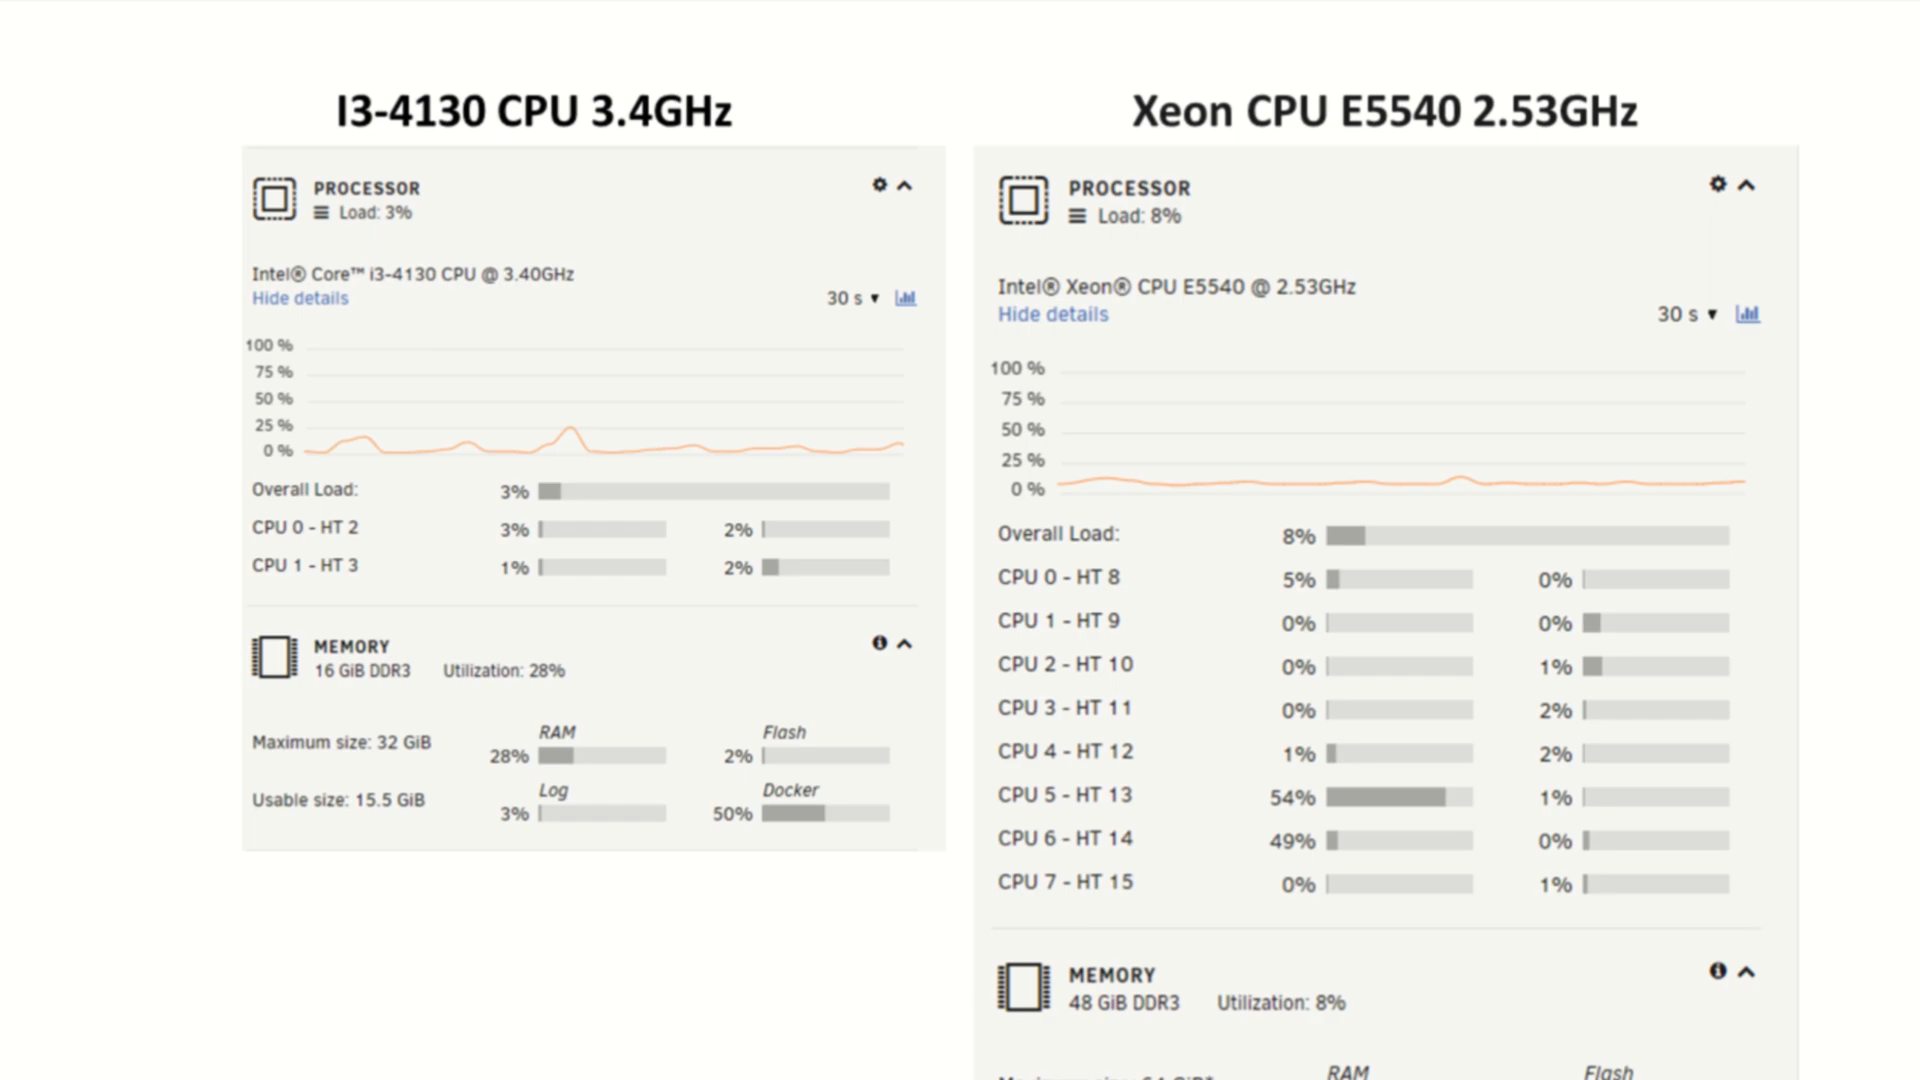 I3-4130 CPU 3.4GHz
PROCESSOR
Load: 3%
Intel® Core™ i3-4130 CPU @ 3.40GHz
Hide details
30 s
100 %
75 %
50 %
25 %
0 %
Overall Load: 3%
CPU 0 - HT 2 3% 2%
CPU 1 - HT 3 1% 2%
MEMORY
16 GiB DDR3 Utilization: 28%
RAM Flash
Maximum size: 32 GiB 28% 2%
Log Docker
Usable size: 15.5 GiB 3% 50%
Xeon CPU E5540 2.53GHz
PROCESSOR
Load: 8%
Intel® Xeon® CPU E5540 @ 2.53GHz
Hide details
30 s
100 %
75 %
50 %
25 %
0 %
Overall Load: 8%
CPU 0 - HT 8 5% 0%
CPU 1 - HT 9 0% 0%
CPU 2 - HT 10 0% 1%
CPU 3 - HT 11 0% 2%
CPU 4 - HT 12 1% 2%
CPU 5 - HT 13 54% 1%
CPU 6 - HT 14 49% 0%
CPU 7 - HT 15 0% 1%
MEMORY
48 GiB DDR3 Utilization: 8%
RAM Flash